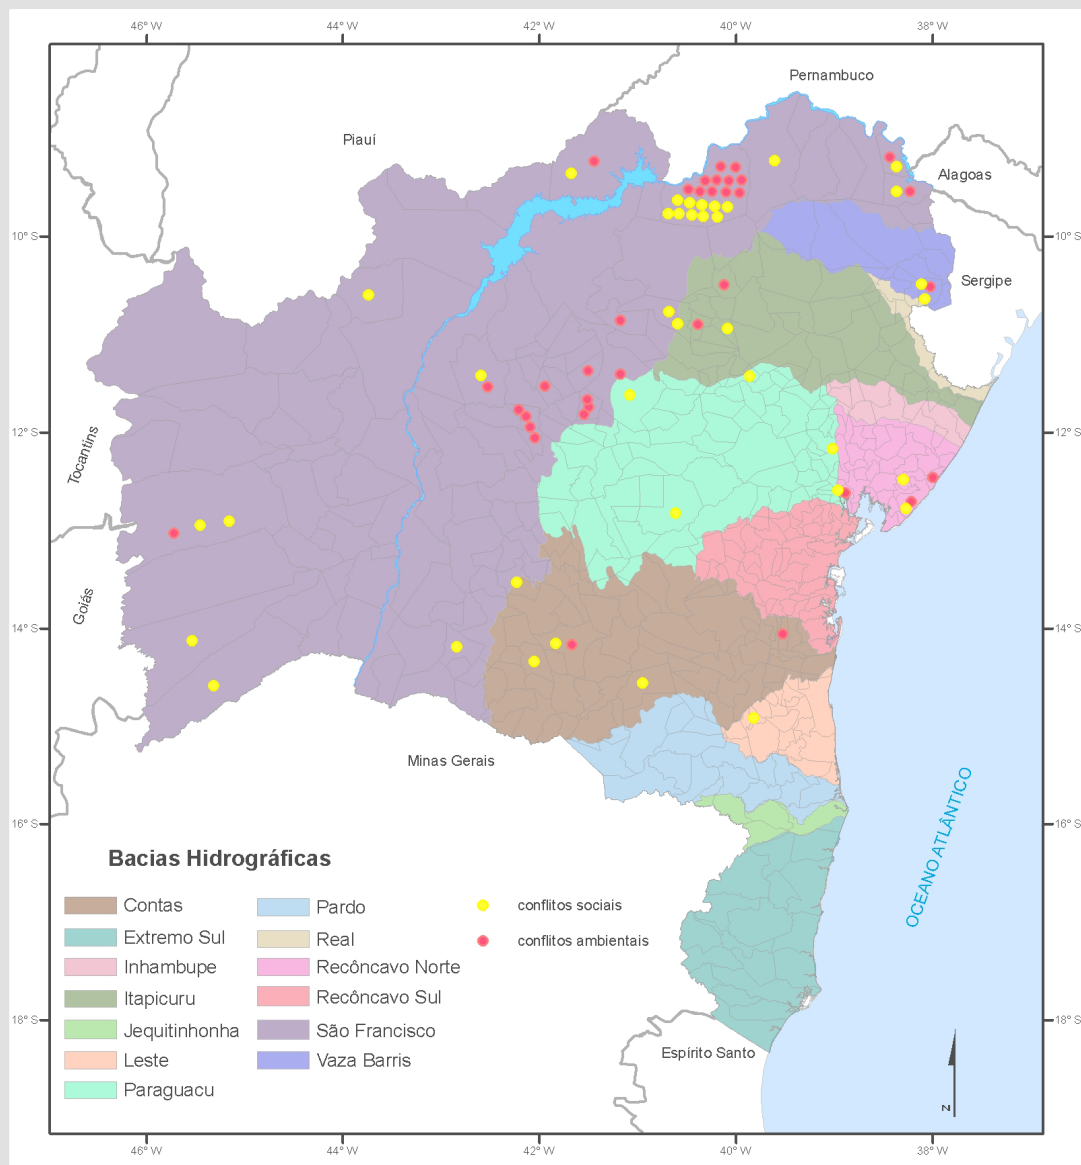 46° W
44° W
42° W
40° W
38° W
Pernambuco
Piauí
Alagoas
10° S
10° S
Sergipe
12° S
12° S
Tocantins
Goiás
14° S
14° S
Minas Gerais
OCEANO ATLÂNTICO
16° S
16° S
Bacias Hidrográficas
Contas
Extremo Sul
Inhambupe
Itapicuru
Jequitinhonha
Leste
Paraguacu
Pardo
Real
Recôncavo Norte
Recôncavo Sul
São Francisco
Vaza Barris
conflitos sociais
conflitos ambientais
18° S
18° S
Espírito Santo
N
46° W
44° W
42° W
40° W
38° W